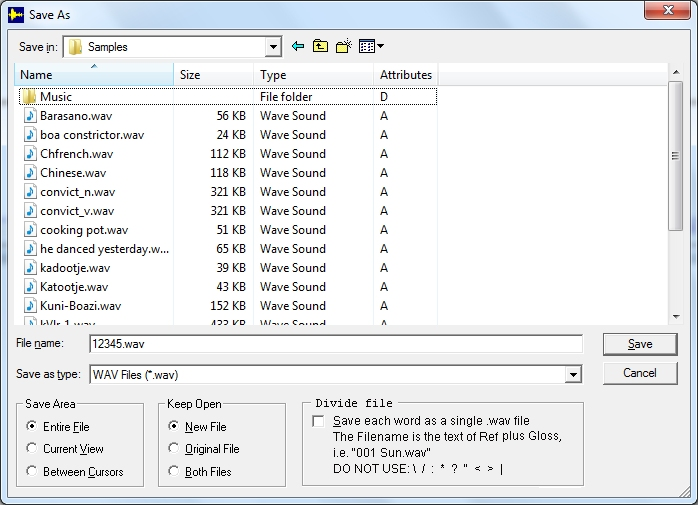 Save As
Save in: Samples
Name Size Type Attributes
Music File folder D
Barasano.wav 56 KB Wave Sound A
boa constrictor.wav 24 KB Wave Sound A
Chfrench.wav 112 KB Wave Sound A
Chinese.wav 118 KB Wave Sound A
convict_n.wav 321 KB Wave Sound A
convict_v.wav 321 KB Wave Sound A
cooking pot.wav 51 KB Wave Sound A
he danced yesterday.w... 65 KB Wave Sound A
kadootje.wav 39 KB Wave Sound A
Katootje.wav 43 KB Wave Sound A
Kuni-Boazi.wav 152 KB Wave Sound A
433 KB Wave Sound A
File name: 12345.wav Save
Save as type: WAV Files (*.wav) Cancel
Save Area
Entire File
Current View
Between Cursors
Keep Open
New File
Original File
Both Files
Divide file
Save each word as a single .wav file
The Filename is the text of Ref plus Gloss,
i.e. "001 Sun.wav"
DO NOT USE: \ / : * ? " < > |